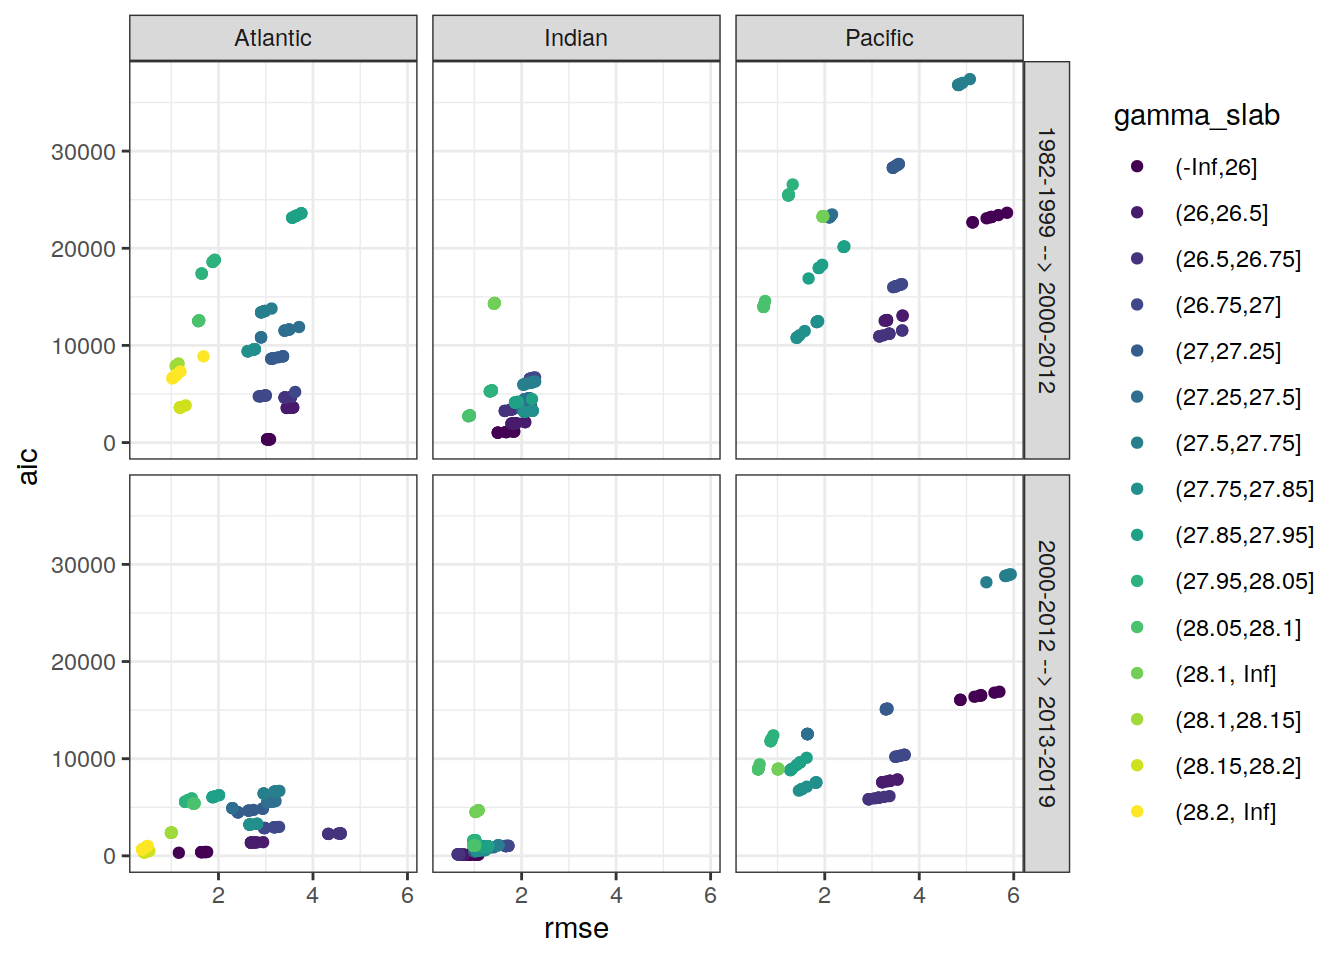 Atlantic
Indian
Pacific
1982-1999 --> 2000-2012
30000
20000
10000
0
aic
2000-2012 --> 2013-2019
30000
20000
10000
0
2
4
6
2
4
6
2
4
6
rmse
gamma_slab
(-Inf,26]
(26,26.5]
(26.5,26.75]
(26.75,27]
(27,27.25]
(27.25,27.5]
(27.5,27.75]
(27.75,27.85]
(27.85,27.95]
(27.95,28.05]
(28.05,28.1]
(28.1, Inf]
(28.1,28.15]
(28.15,28.2]
(28.2, Inf]